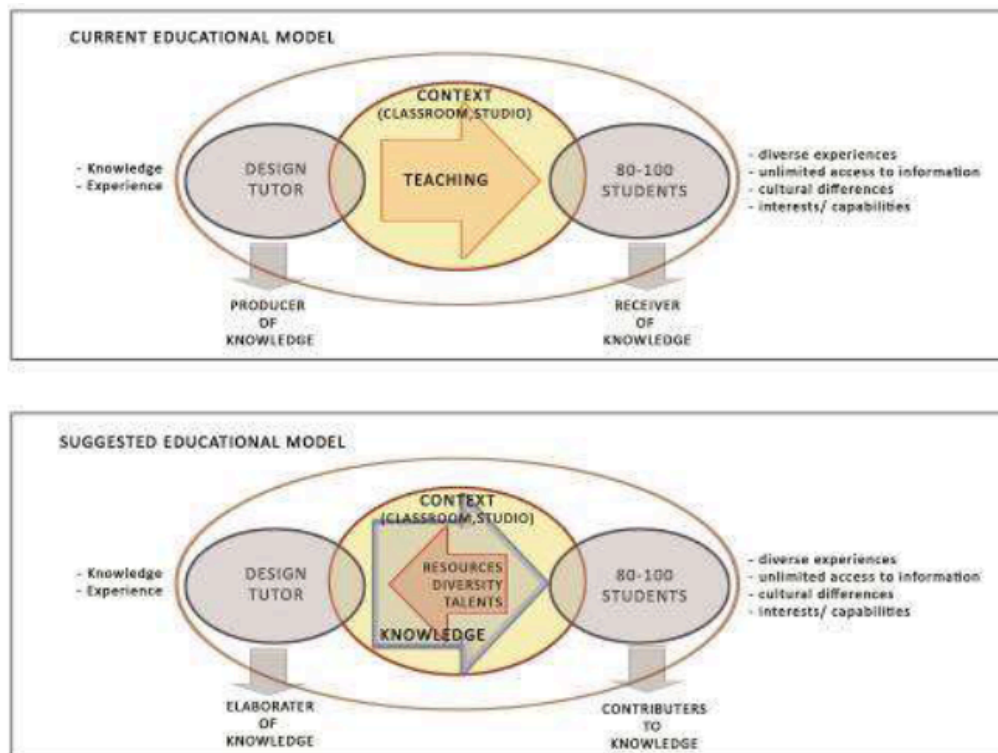 CURRENT EDUCATIONAL MODEL
CONTEXT
(CLASSROOM,STUDIO)
- Knowledge
- Experience
DESIGN
TUTOR
TEACHING
80-100
STUDENTS
- diverse experiences
- unlimited access to information
- cultural differences
- interests/ capabilities
PRODUCER
OF
KNOWLEDGE
RECEIVER
OF
KNOWLEDGE
SUGGESTED EDUCATIONAL MODEL
CONTEXT
(CLASSROOM,STUDIO)
- Knowledge
- Experience
DESIGN
TUTOR
RESOURCES
DIVERSITY
TALENTS
KNOWLEDGE
80-100
STUDENTS
- diverse experiences
- unlimited access to information
- cultural differences
- interests/ capabilities
ELABORATER
OF
KNOWLEDGE
CONTRIBUTERS
TO
KNOWLEDGE